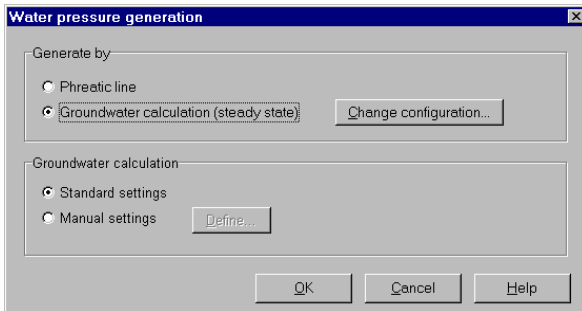 Water pressure generation
Generate by
Phreatic line
Groundwater calculation (steady state)
Change configuration...
Groundwater calculation
Standard settings
Manual settings
Define...
OK
Cancel
Help